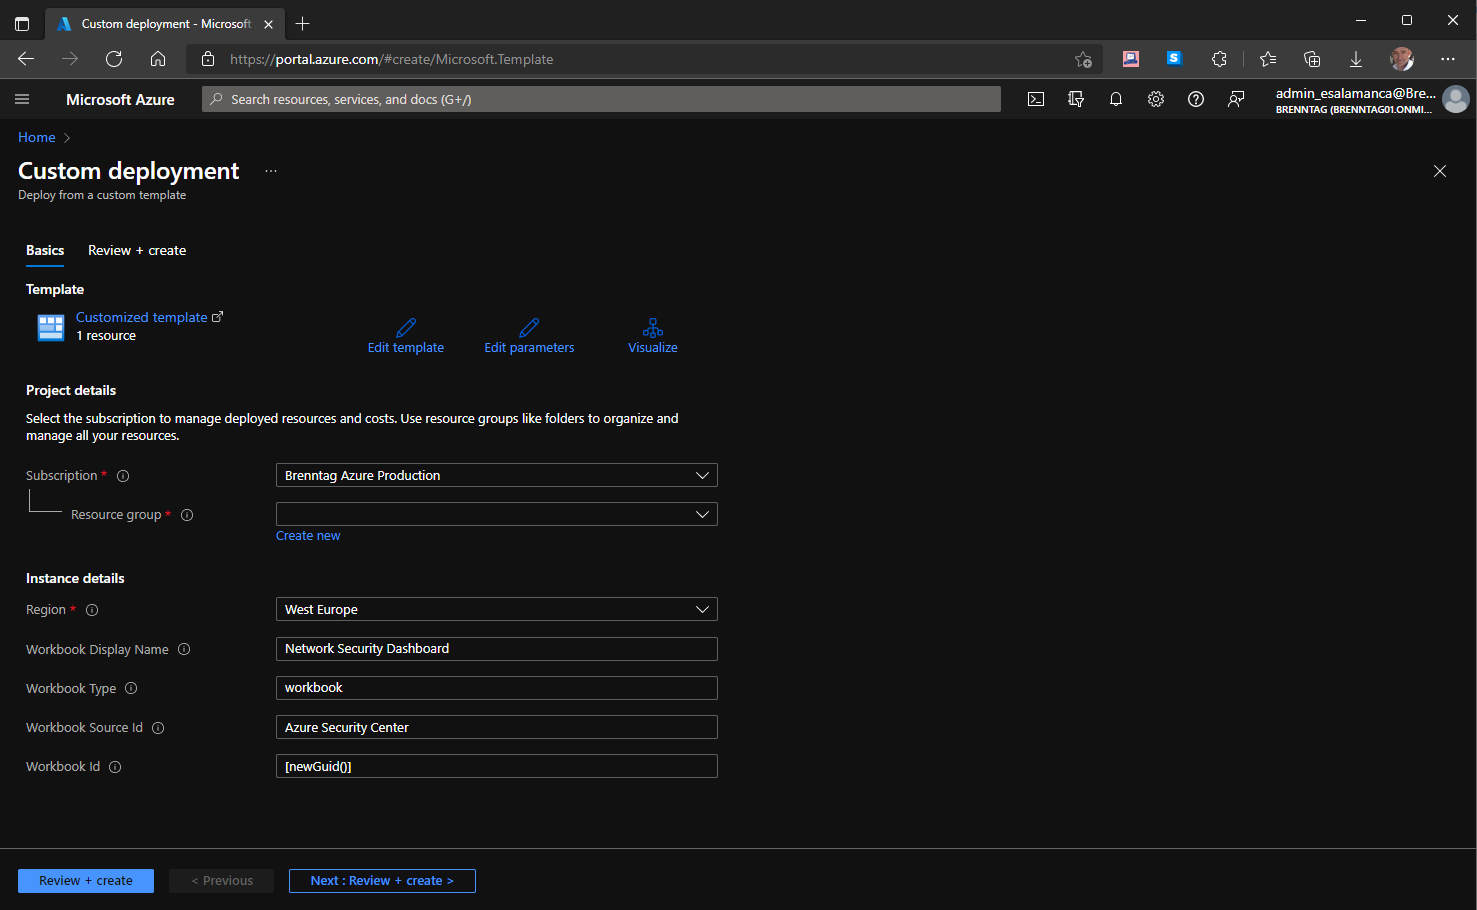 Custom deployment - Microsoft
https://portal.azure.com/#create/Microsoft.Template
Microsoft Azure
Search resources, services, and docs (G+/)
admin_esalamanca@Bre...
BRENNTAG (BRENNTAG01.ONMI...
Home
Custom deployment
Deploy from a custom template
Basics
Review + create
Template
Customized template
1 resource
Edit template
Edit parameters
Visualize
Project details
Select the subscription to manage deployed resources and costs. Use resource groups like folders to organize and
manage all your resources.
Subscription *
Brenntag Azure Production
Resource group *
Create new
Instance details
Region *
West Europe
Workbook Display Name
Network Security Dashboard
Workbook Type
workbook
Workbook Source Id
Azure Security Center
Workbook Id
[newGuid()]
Review + create
< Previous
Next : Review + create >